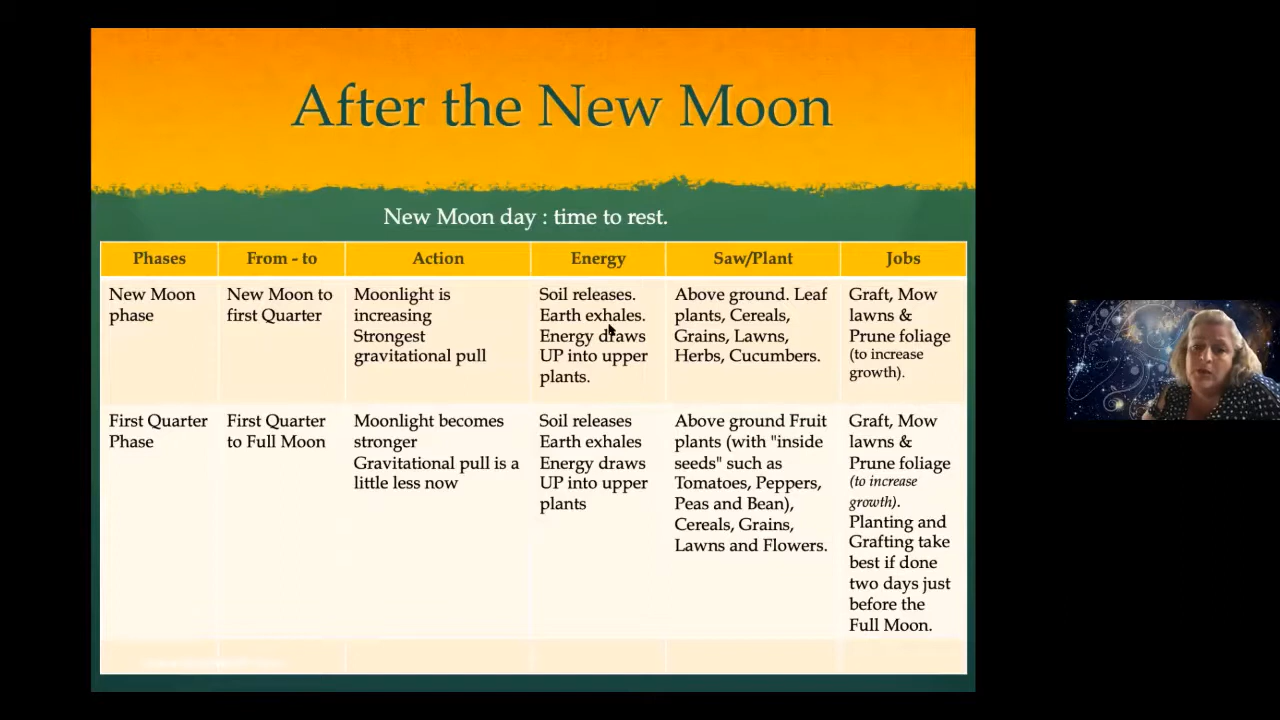 After the New Moon
New Moon day : time to rest.
Phases
From - to
Action
Energy
Saw/Plant
Jobs
New Moon
phase
New Moon to
first Quarter
Moonlight is
increasing
Strongest
gravitational pull
Soil releases.
Earth exhales.
Energy draws
UP into upper
plants.
Above ground. Leaf
plants, Cereals,
Grains, Lawns,
Herbs, Cucumbers.
Graft, Mow
lawns &
Prune foliage
(to increase
growth).
First Quarter
Phase
First Quarter
to Full Moon
Moonlight becomes
stronger
Gravitational pull is a
little less now
Soil releases
Earth exhales
Energy draws
UP into upper
plants
Above ground Fruit
plants (with "inside
seeds" such as
Tomatoes, Peppers,
Peas and Bean),
Cereals, Grains,
Lawns and Flowers.
Graft, Mow
lawns &
Prune foliage
(to increase
growth).
Planting and
Grafting take
best if done
two days just
before the
Full Moon.